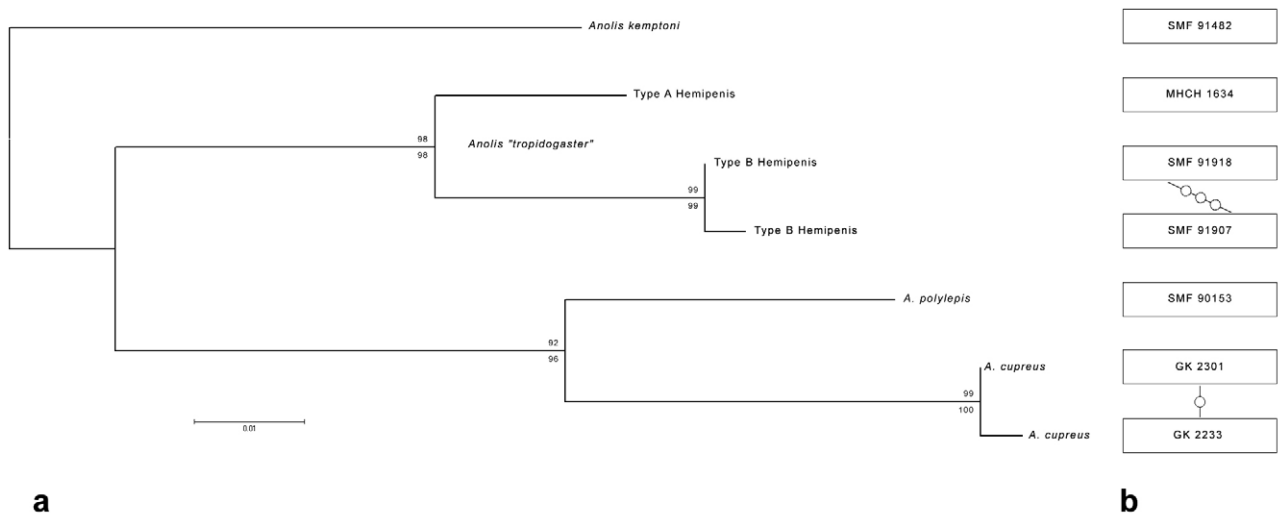 Anolis kemptoni
SMF 91482
Type A Hemipenis
MHCH 1634
98
98
Anolis "tropidogaster"
Type B Hemipenis
SMF 91918
99
99
Type B Hemipenis
SMF 91907
A. polylepis
SMF 90153
92
96
A. cupreus
GK 2301
99
100
A. cupreus
GK 2233
0.01
a
b